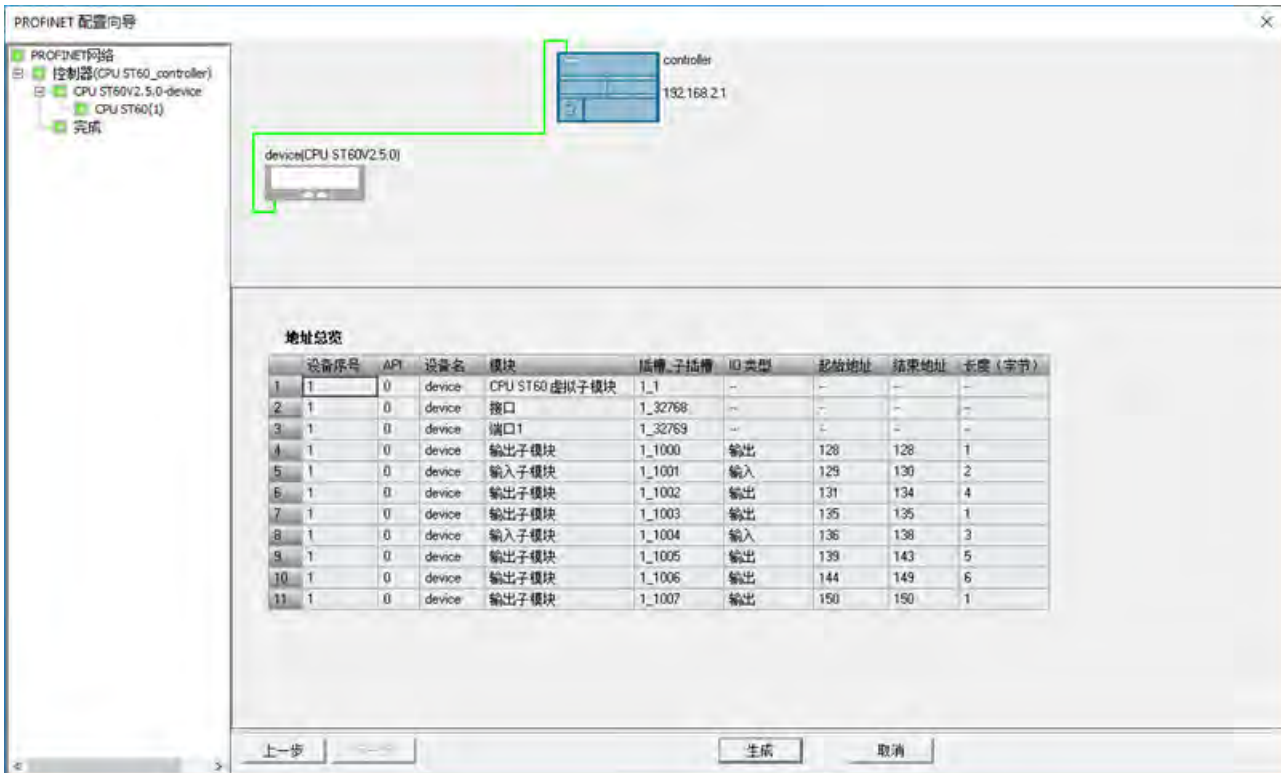 PROFINET 配置向导
PROFINET网络
控制器(CPU ST60_controller)
CPU ST60V2.5.0-device
CPU ST60(1)
完成
controller
192.168.2.1
device(CPU ST60V2.5.0)
地址总览
设备序号 API 设备名 模块 插槽_子插槽 IO 类型 起始地址 结束地址 长度（字节）
1 1 0 device CPU ST60 虚拟子模块 1_1 -- -- -- --
2 1 0 device 接口 1_32768 -- -- -- --
3 1 0 device 端口1 1_32769 -- -- -- --
4 1 0 device 输出子模块 1_1000 输出 128 128 1
5 1 0 device 输入子模块 1_1001 输入 129 130 2
6 1 0 device 输出子模块 1_1002 输出 131 134 4
7 1 0 device 输出子模块 1_1003 输出 135 135 1
8 1 0 device 输入子模块 1_1004 输入 136 138 3
9 1 0 device 输出子模块 1_1005 输出 139 143 5
10 1 0 device 输出子模块 1_1006 输出 144 149 6
11 1 0 device 输出子模块 1_1007 输出 150 150 1
上一步 生成 取消